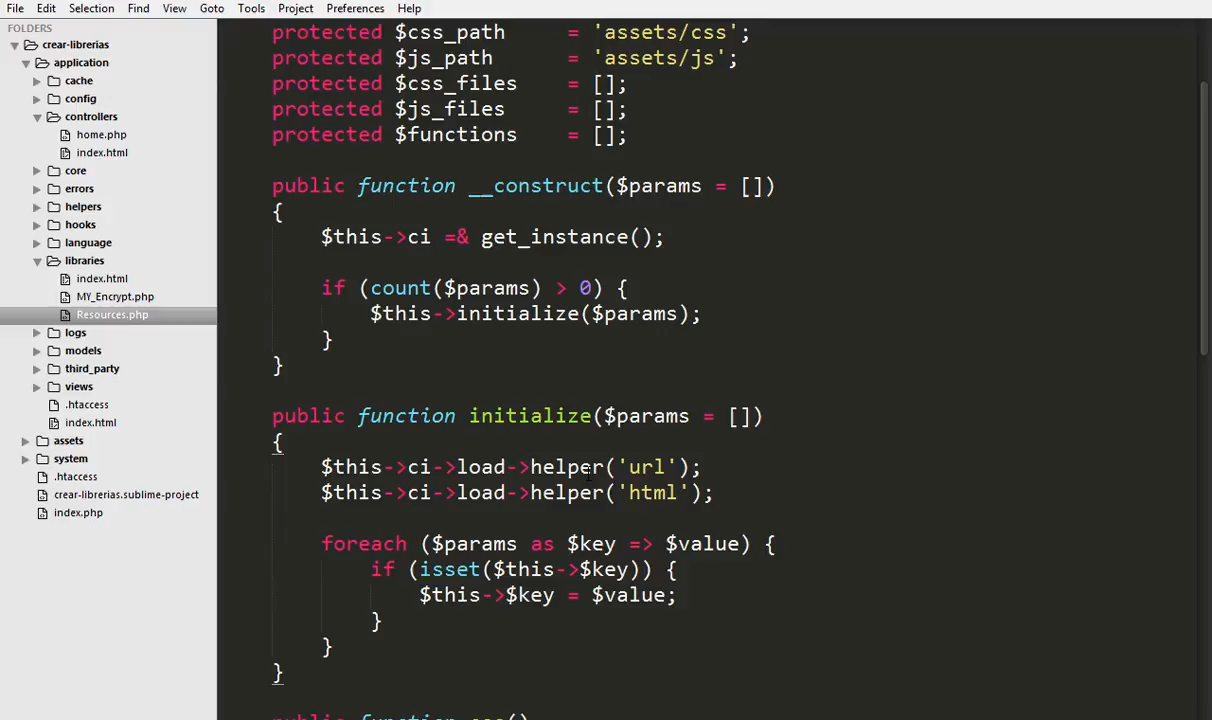 File Edit Selection Find View Goto Tools Project Preferences Help
FOLDERS
crear-librerias
application
cache
config
controllers
home.php
index.html
core
errors
helpers
hooks
language
libraries
index.html
MY_Encrypt.php
Resources.php
logs
models
third_party
views
.htaccess
index.html
assets
system
.htaccess
crear-librerias.sublime-project
index.php
protected $css_path = 'assets/css';
protected $js_path = 'assets/js';
protected $css_files = [];
protected $js_files = [];
protected $functions = [];
public function __construct($params = [])
{
$this->ci =& get_instance();
if (count($params) > 0) {
$this->initialize($params);
}
}
public function initialize($params = [])
{
$this->ci->load->helper('url');
$this->ci->load->helper('html');
foreach ($params as $key => $value) {
if (isset($this->$key)) {
$this->$key = $value;
}
}
}